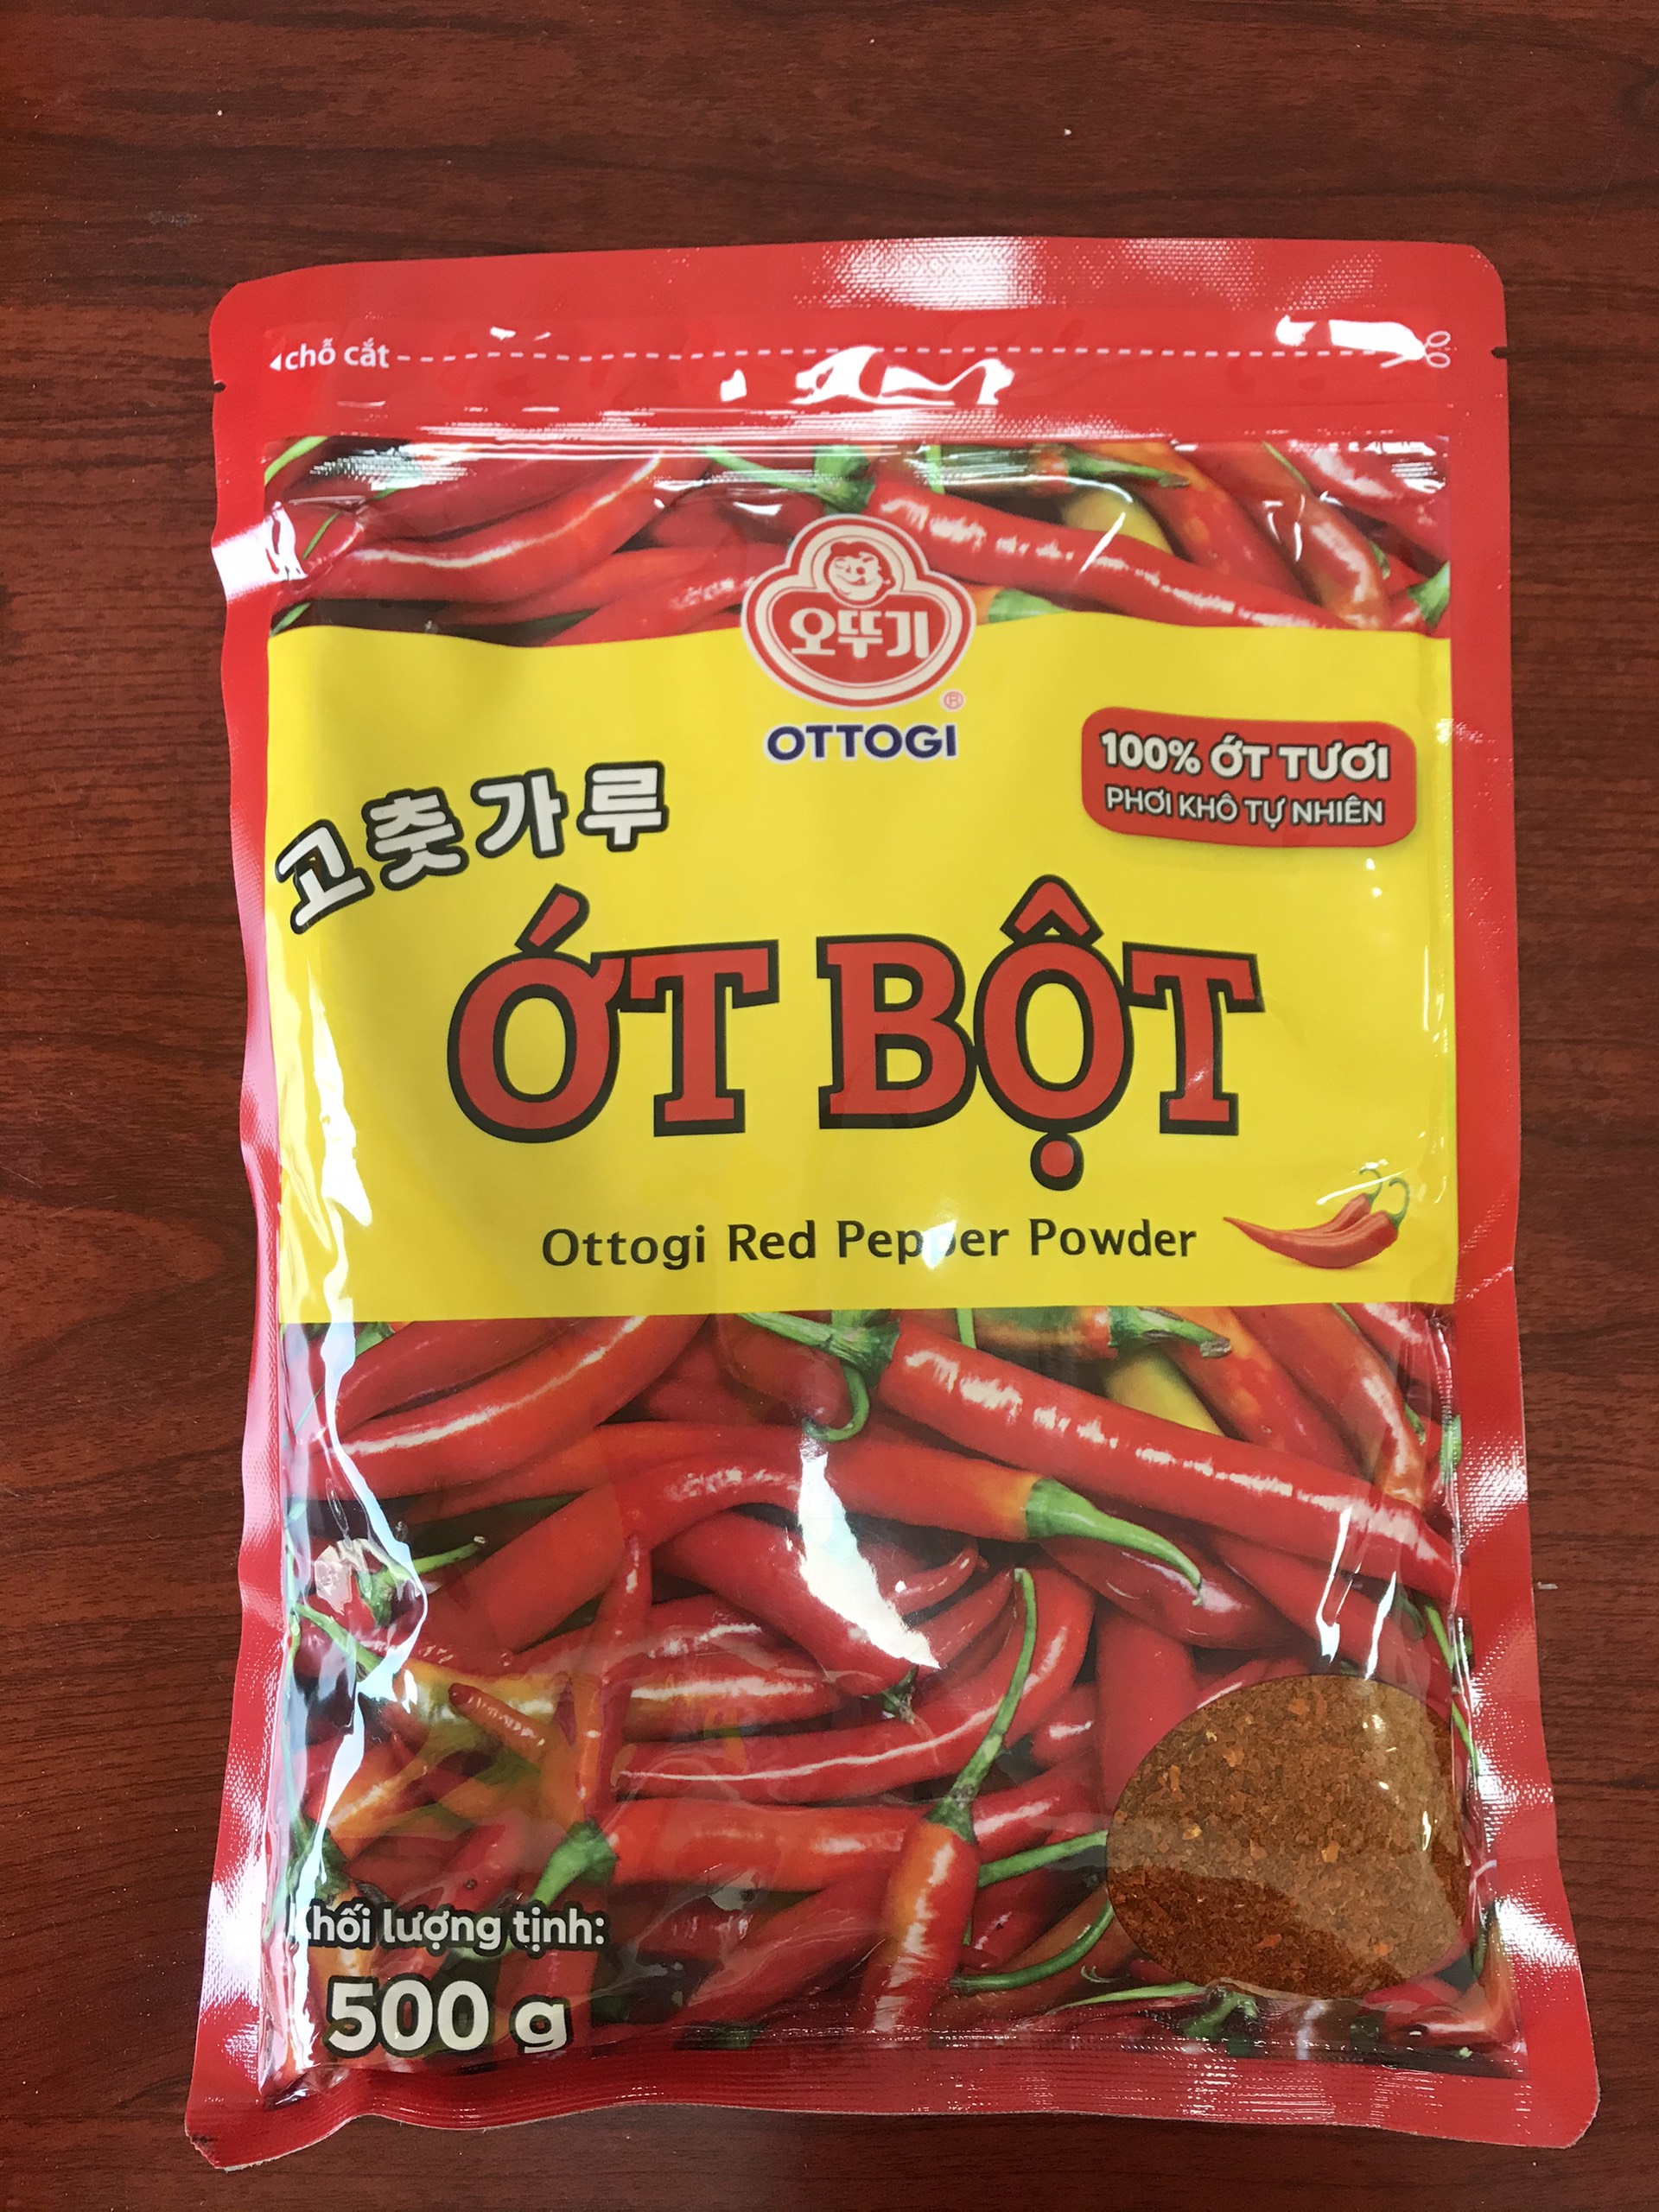 chỗ cắt
오뚜기
®
OTTOGI
100% ỚT TƯƠI
PHƠI KHÔ TỰ NHIÊN
고춧가루
ỚT BỘT
Ottogi Red Pepper Powder
Khối lượng tịnh:
500 g